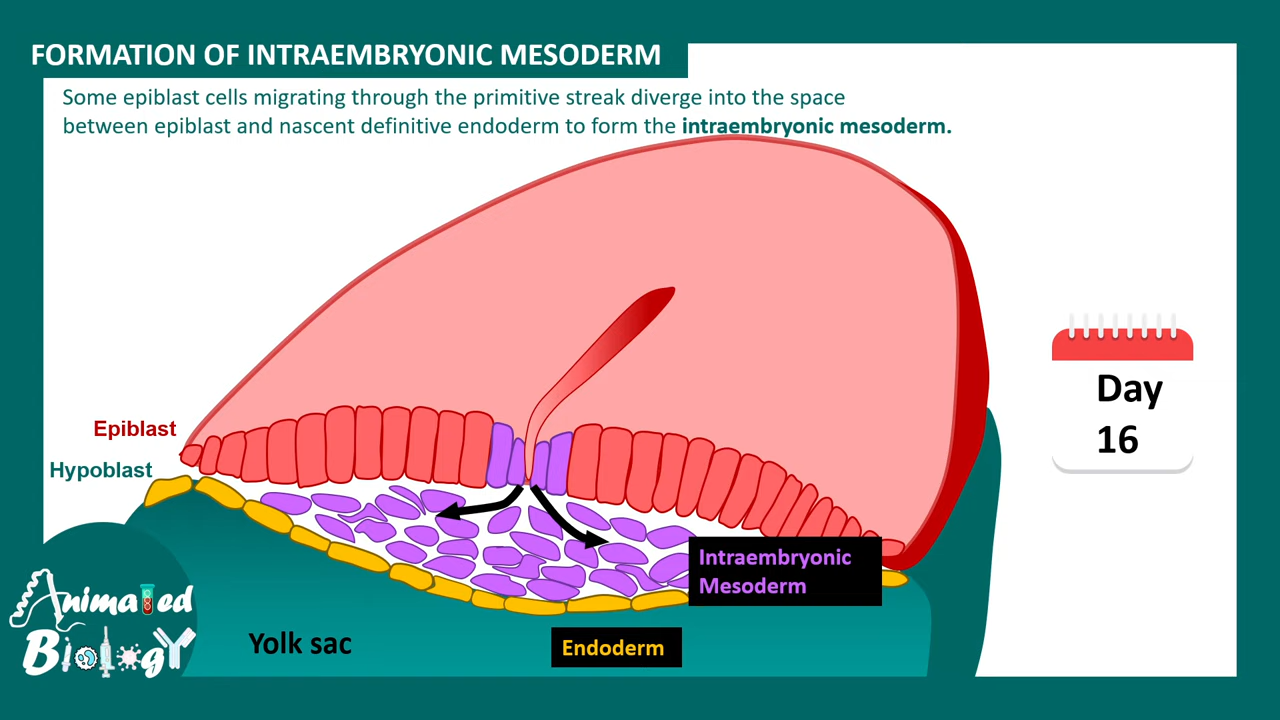 FORMATION OF INTRAEMBRYONIC MESODERM
Some epiblast cells migrating through the primitive streak diverge into the space
between epiblast and nascent definitive endoderm to form the intraembryonic mesoderm.
Day
16
Epiblast
Hypoblast
Intraembryonic
Mesoderm
Yolk sac
Endoderm
Animated
Biology